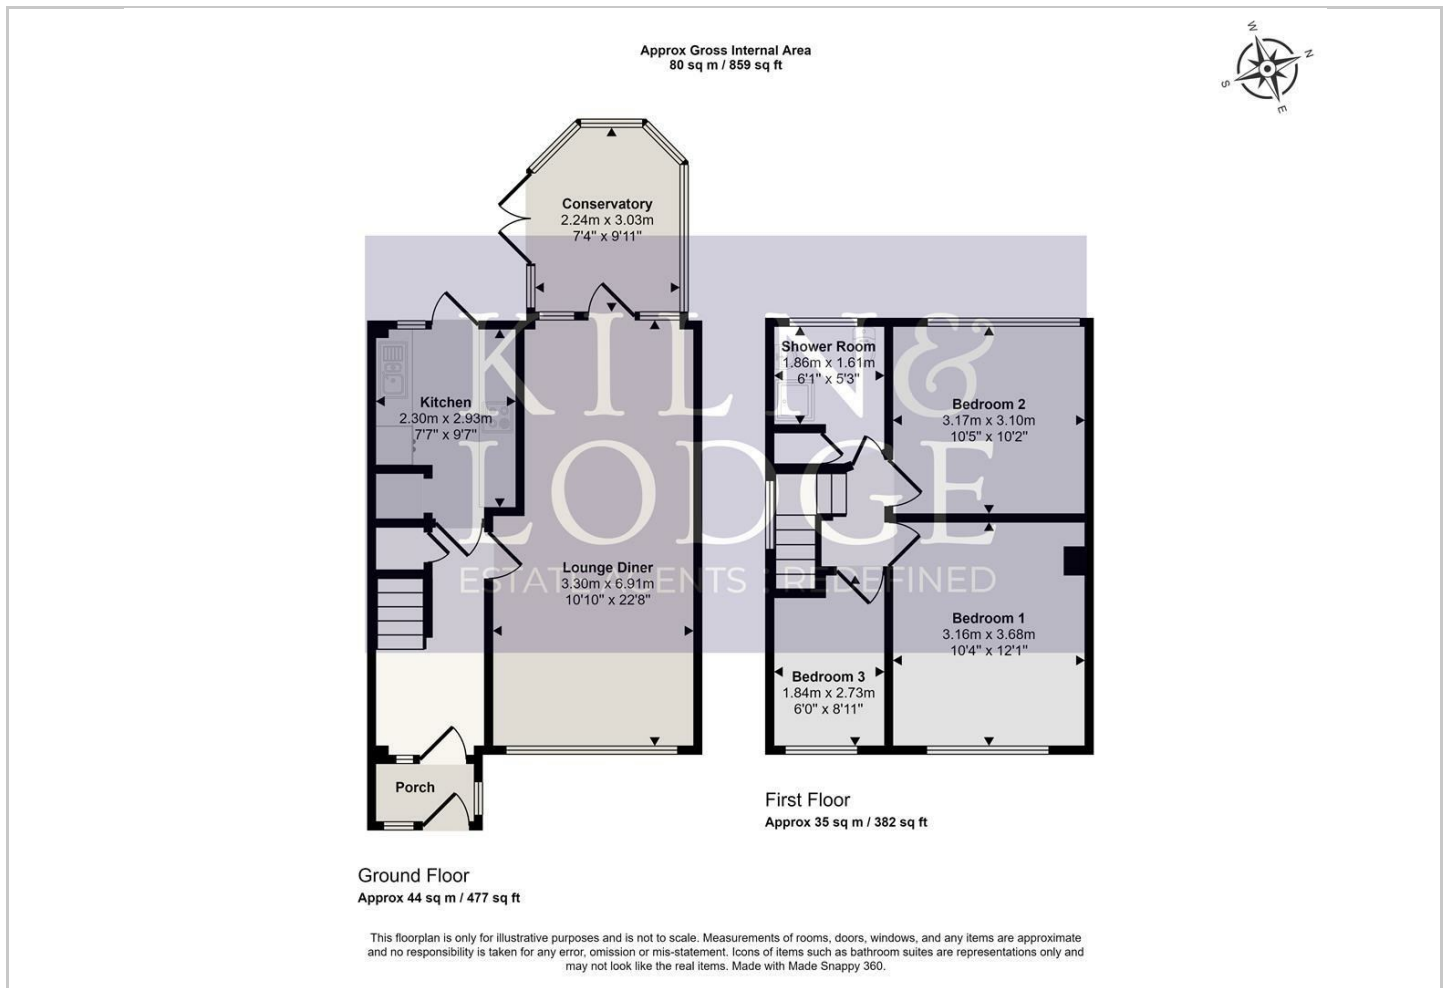 Approx Gross Internal Area
80 sq m / 859 sq ft
W
N
S
E
Conservatory
2.24m x 3.03m
7'4" x 9'11"
KILN &
LODGE
ESTATE AGENTS : REDEFINED
Kitchen
2.30m x 2.93m
7'7" x 9'7"
Lounge Diner
3.30m x 6.91m
10'10" x 22'8"
Porch
Ground Floor
Approx 44 sq m / 477 sq ft
Shower Room
1.86m x 1.61m
6'1" x 5'3"
Bedroom 2
3.17m x 3.10m
10'5" x 10'2"
Bedroom 1
3.16m x 3.68m
10'4" x 12'1"
Bedroom 3
1.84m x 2.73m
6'0" x 8'11"
First Floor
Approx 35 sq m / 382 sq ft
This floorplan is only for illustrative purposes and is not to scale. Measurements of rooms, doors, windows, and any items are approximate
and no responsibility is taken for any error, omission or mis-statement. Icons of items such as bathroom suites are representations only and
may not look like the real items. Made with Made Snappy 360.